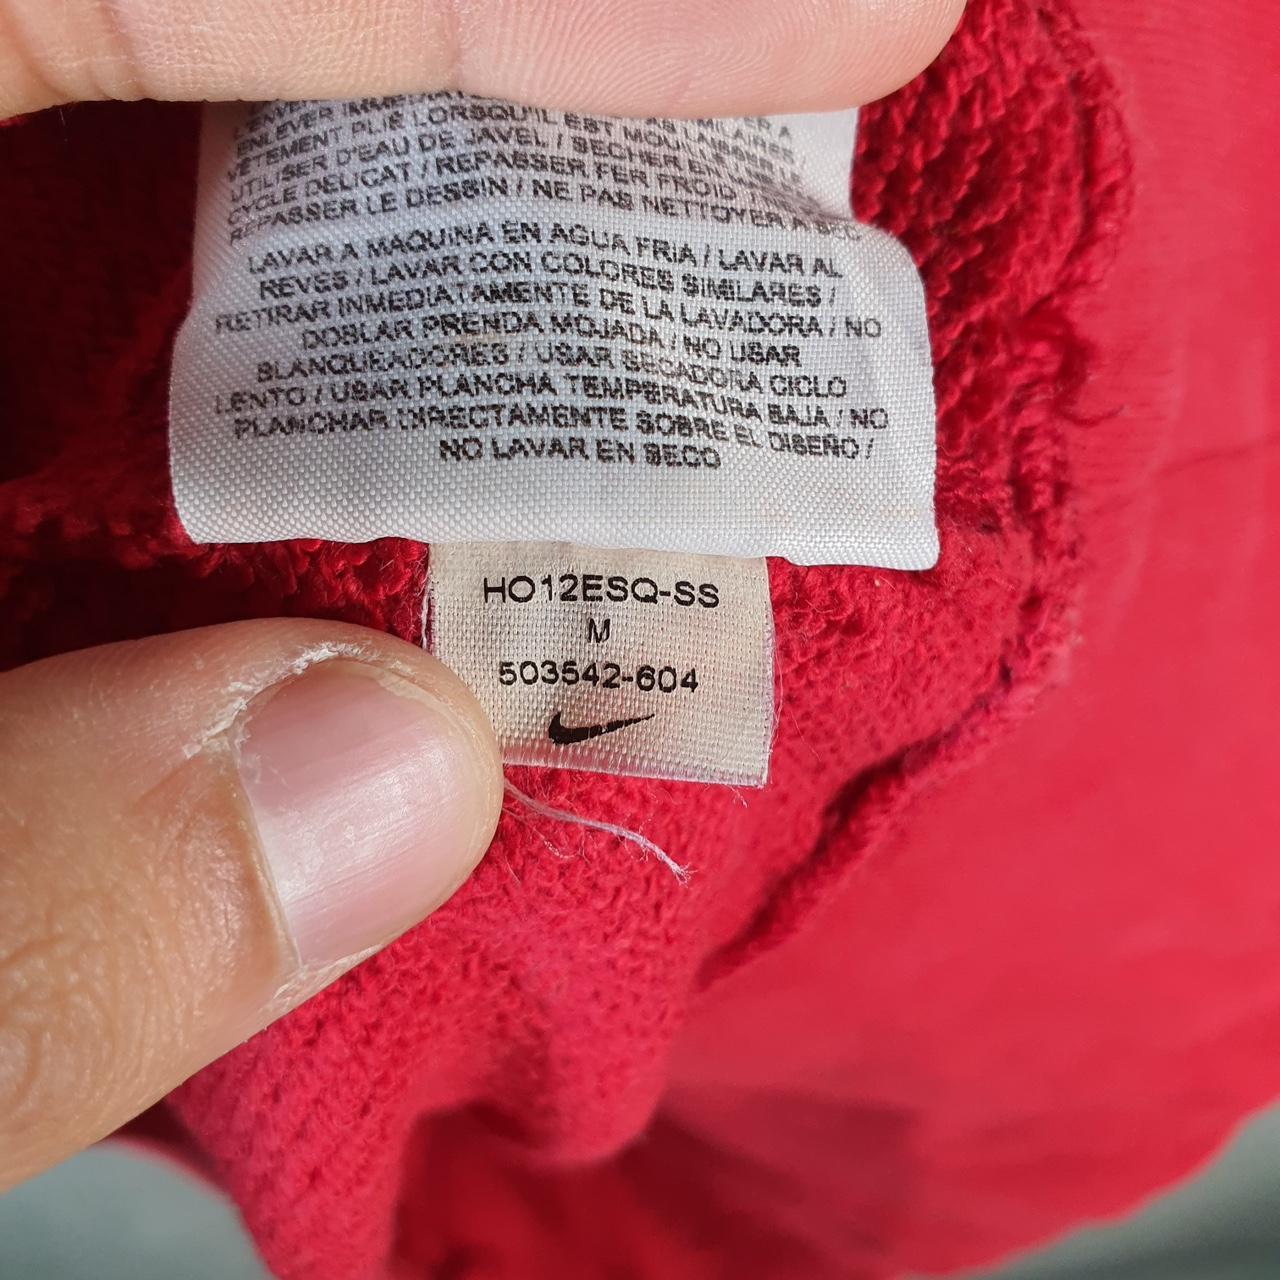 ENLEVER
VÊTEMENT PLIÉ LORSQU'IL EST MOUILLÉ
UTILISER D'EAU DE JAVEL / SÉCHER EN
CYCLE DÉLICAT / REPASSER FER FROID
REPASSER LE DESSIN / NE PAS NETTOYER À SEC
LAVAR A MAQUINA EN AGUA FRIA / LAVAR AL
REVES / LAVAR CON COLORES SIMILARES /
RETIRAR INMEDIATAMENTE DE LA LAVADORA / NO
DOBLAR PRENDA MOJADA / NO USAR
BLANQUEADORES / USAR SECADORA CICLO
LENTO / USAR PLANCHA TEMPERATURA BAJA / NO
PLANCHAR DIRECTAMENTE SOBRE EL DISEÑO /
NO LAVAR EN SECO
HO12ESQ-SS
M
503542-604